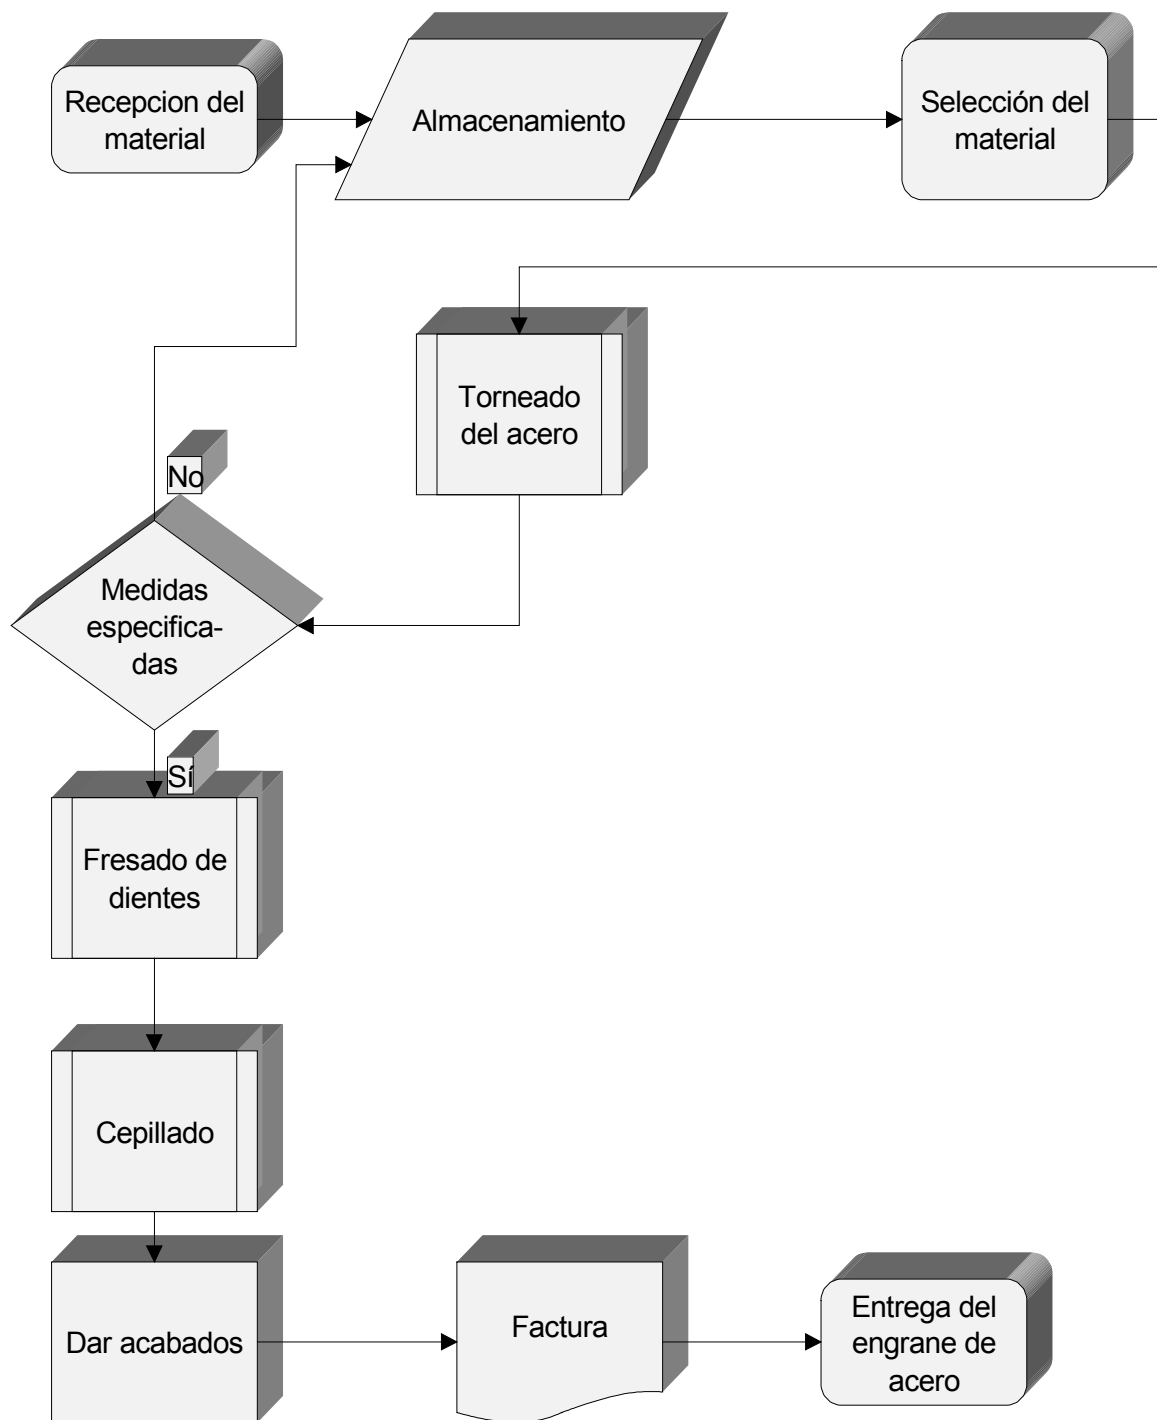 Recepcion del
material
Almacenamiento
Selección del
material
Torneado
del acero
No
Medidas
especifica-
das
Sí
Fresado de
dientes
Cepillado
Dar acabados
Factura
Entrega del
engrane de
acero